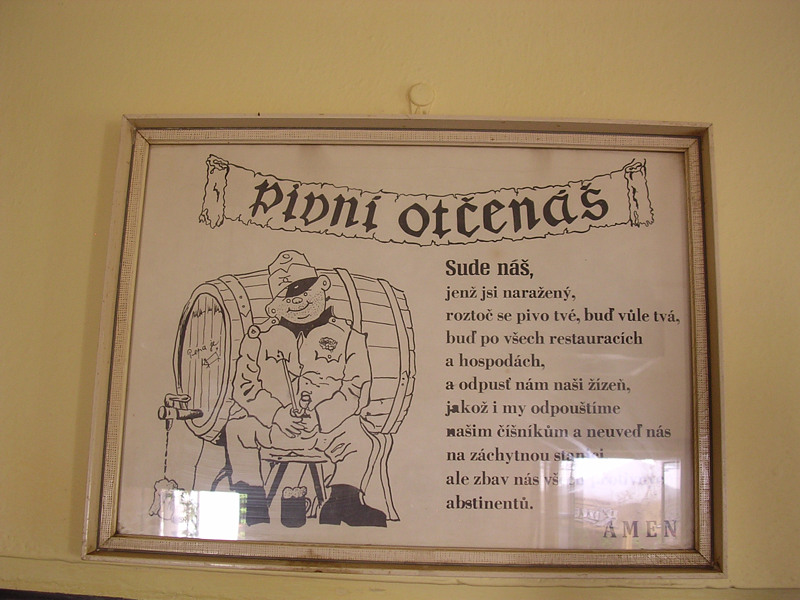 Pivní otčenáš
Sude náš,
jenž jsi naražený,
roztoč se pivo tvé, buď vůle tvá,
buď po všech restauracích
a hospodách,
a odpusť nám naši žízeň,
jakož i my odpouštíme
našim číšníkům a neuveď nás
na záchytnou stanici
ale zbav nás
abstinentů.
AMEN